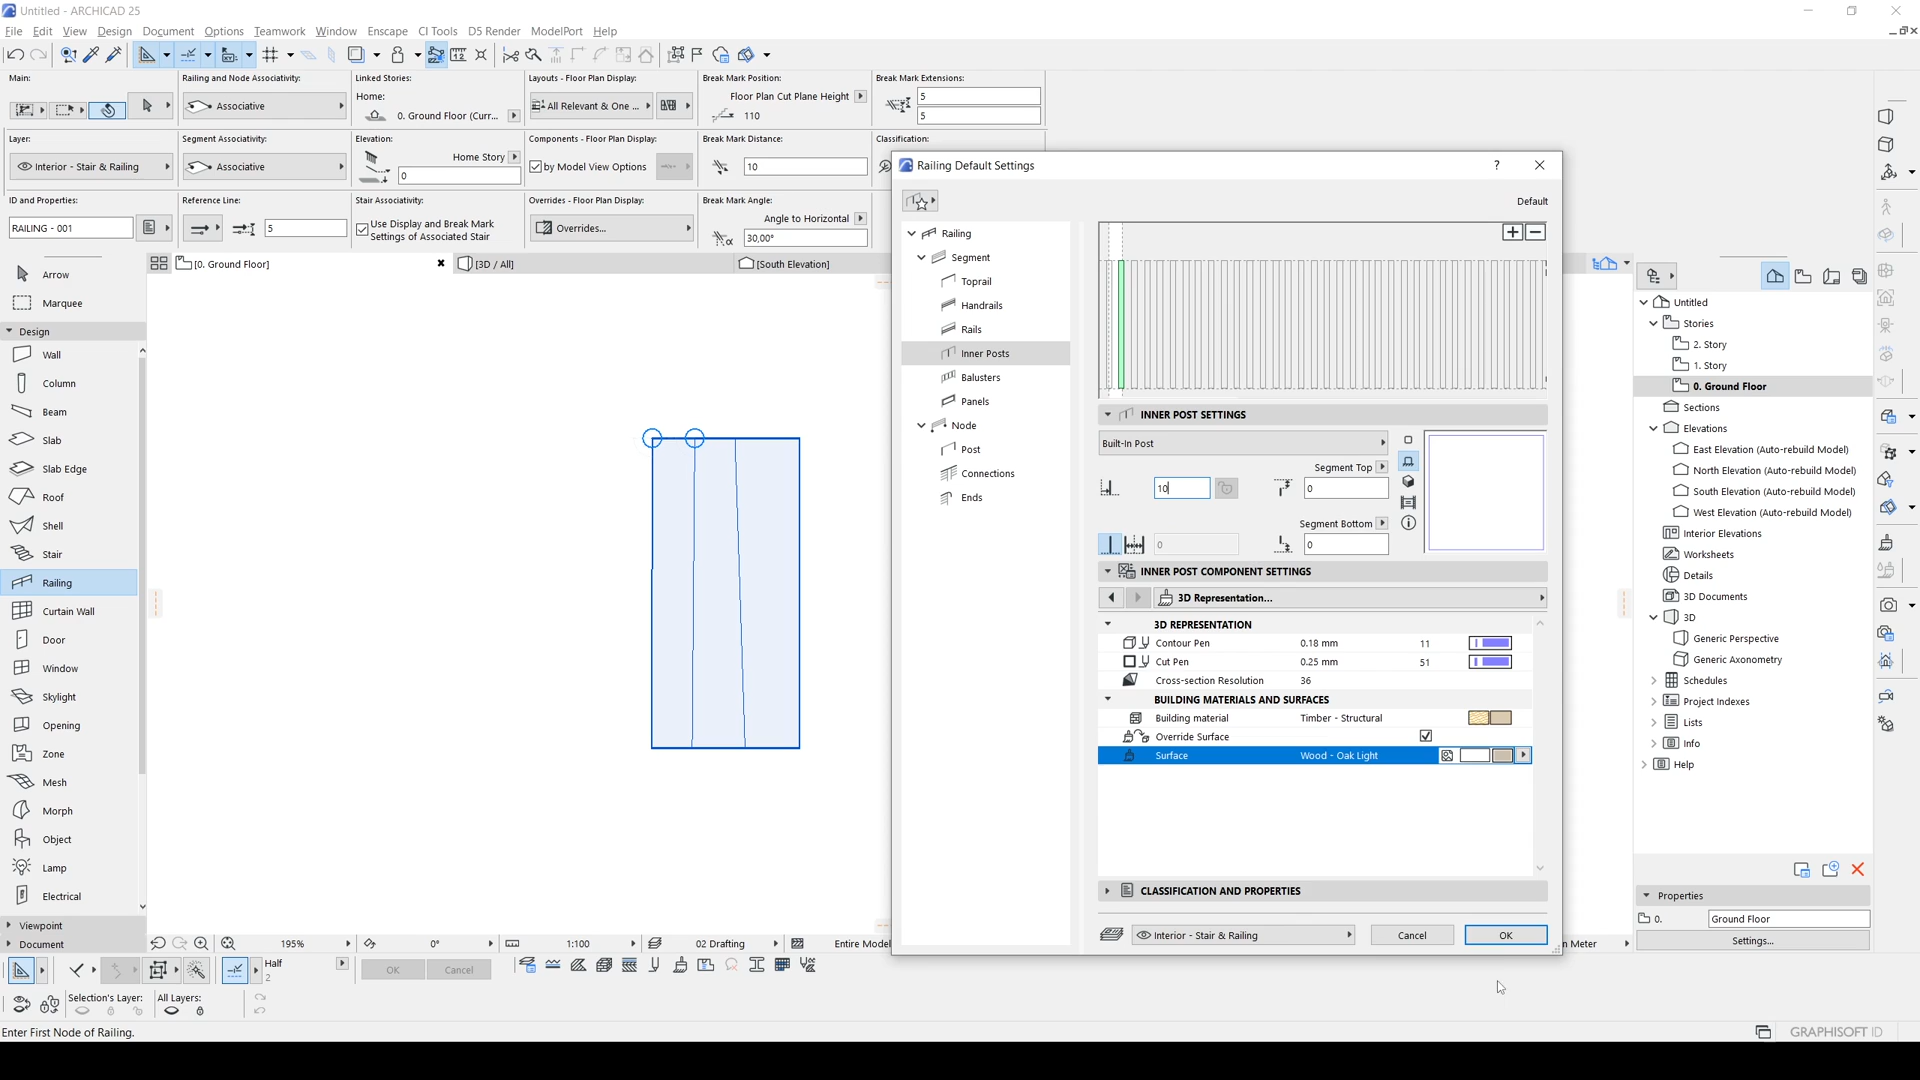 Untitled - ARCHICAD 25
File Edit View Design Document Options Teamwork Window Enscape CI Tools D5 Render ModelPort Help
Main:
Railing and Node Associativity:
Linked Stories:
Layouts - Floor Plan Display:
Break Mark Position:
Break Mark Extensions:
Associative
Home:
0. Ground Floor (Curr...
All Relevant & One ...
Floor Plan Cut Plane Height
110
5
5
Layer:
Segment Associativity:
Elevation:
Components - Floor Plan Display:
Break Mark Distance:
Classification:
Interior - Stair & Railing
Associative
Home Story
0
by Model View Options
10
ID and Properties:
Reference Line:
Stair Associativity:
Overrides - Floor Plan Display:
Break Mark Angle:
RAILING - 001
5
Use Display and Break Mark
Settings of Associated Stair
Overrides...
Angle to Horizontal
30,00°
[0. Ground Floor]
[3D / All]
[South Elevation]
Arrow
Marquee
Design
Wall
Column
Beam
Slab
Slab Edge
Roof
Shell
Stair
Railing
Curtain Wall
Door
Window
Skylight
Opening
Zone
Mesh
Morph
Object
Lamp
Electrical
Viewpoint
Document
Railing Default Settings
?
Default
Railing
Segment
Toprail
Handrails
Rails
Inner Posts
Balusters
Panels
Node
Post
Connections
Ends
INNER POST SETTINGS
Built-In Post
Segment Top
10
0
Segment Bottom
0
0
INNER POST COMPONENT SETTINGS
3D Representation...
3D REPRESENTATION
Contour Pen 0.18 mm 11
Cut Pen 0.25 mm 51
Cross-section Resolution 36
BUILDING MATERIALS AND SURFACES
Building material Timber - Structural
Override Surface
Surface Wood - Oak Light
CLASSIFICATION AND PROPERTIES
Interior - Stair & Railing
Cancel
OK
Untitled
Stories
2. Story
1. Story
0. Ground Floor
Sections
Elevations
East Elevation (Auto-rebuild Model)
North Elevation (Auto-rebuild Model)
South Elevation (Auto-rebuild Model)
West Elevation (Auto-rebuild Model)
Interior Elevations
Worksheets
Details
3D Documents
3D
Generic Perspective
Generic Axonometry
Schedules
Project Indexes
Lists
Info
Help
Properties
0.
Ground Floor
Settings...
195%
0°
1:100
02 Drafting
Entire Model
n Meter
Half
2
OK
Cancel
Selection's Layer:
All Layers:
Enter First Node of Railing.
GRAPHISOFT ID